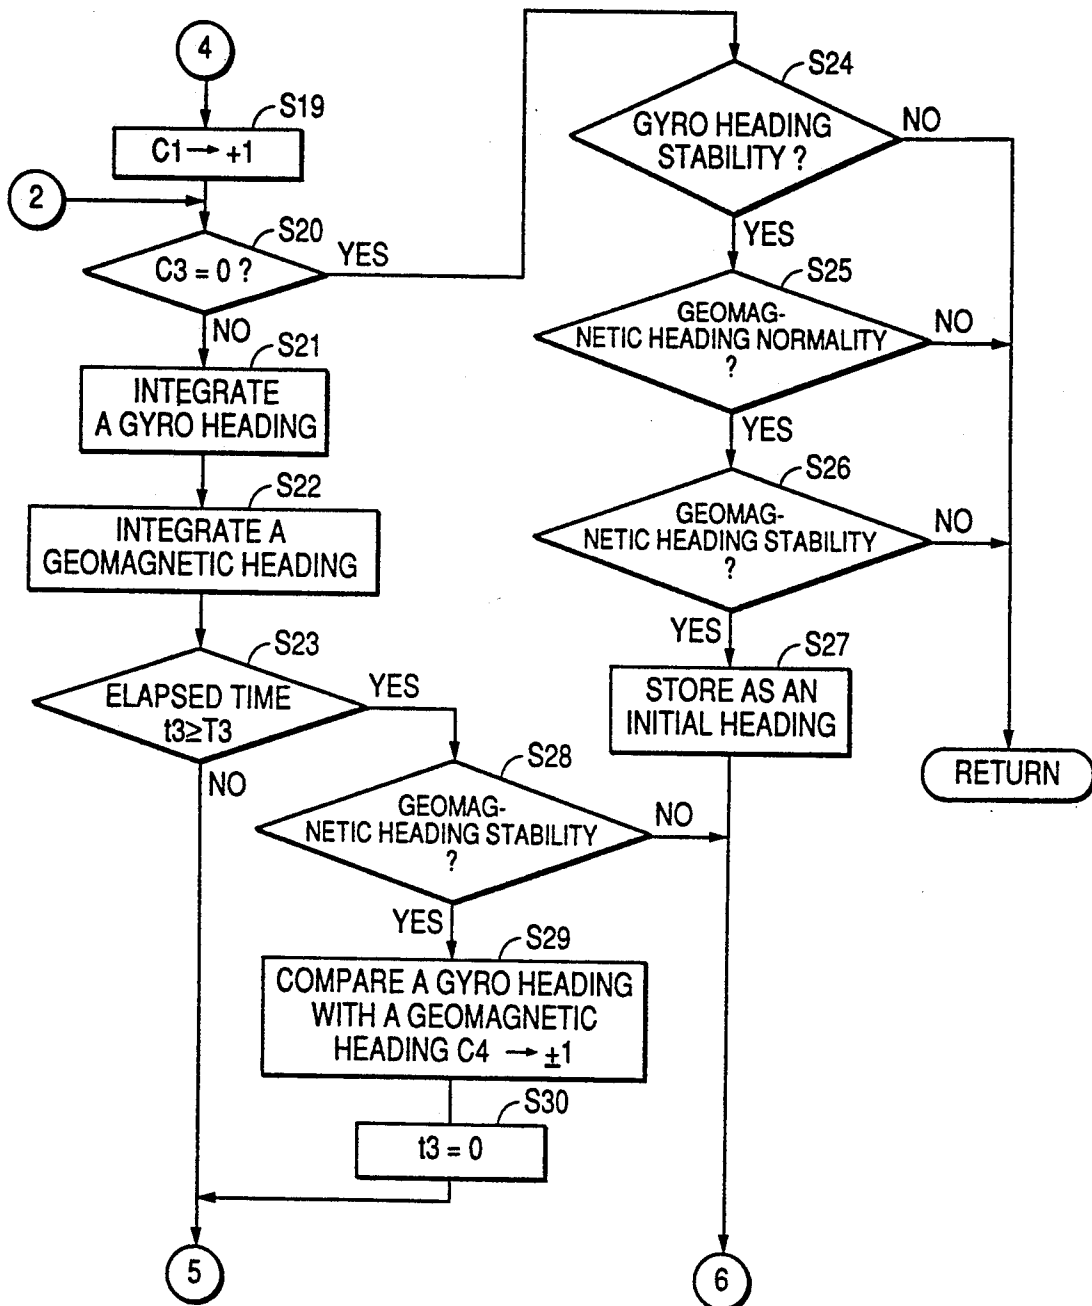 4
S19
C1 → +1
2
S20
C3 = 0 ?
YES
NO
S21
INTEGRATE
A GYRO HEADING
S22
INTEGRATE A
GEOMAGNETIC HEADING
S23
ELAPSED TIME
t3≥T3
YES
NO
S24
GYRO HEADING
STABILITY ?
NO
YES
S25
GEOMAG-
NETIC HEADING NORMALITY
?
NO
YES
S26
GEOMAG-
NETIC HEADING STABILITY
?
NO
YES
S27
STORE AS AN
INITIAL HEADING
RETURN
S28
GEOMAG-
NETIC HEADING STABILITY
?
NO
YES
S29
COMPARE A GYRO HEADING
WITH A GEOMAGNETIC
HEADING C4 → ±1
S30
t3 = 0
5
6